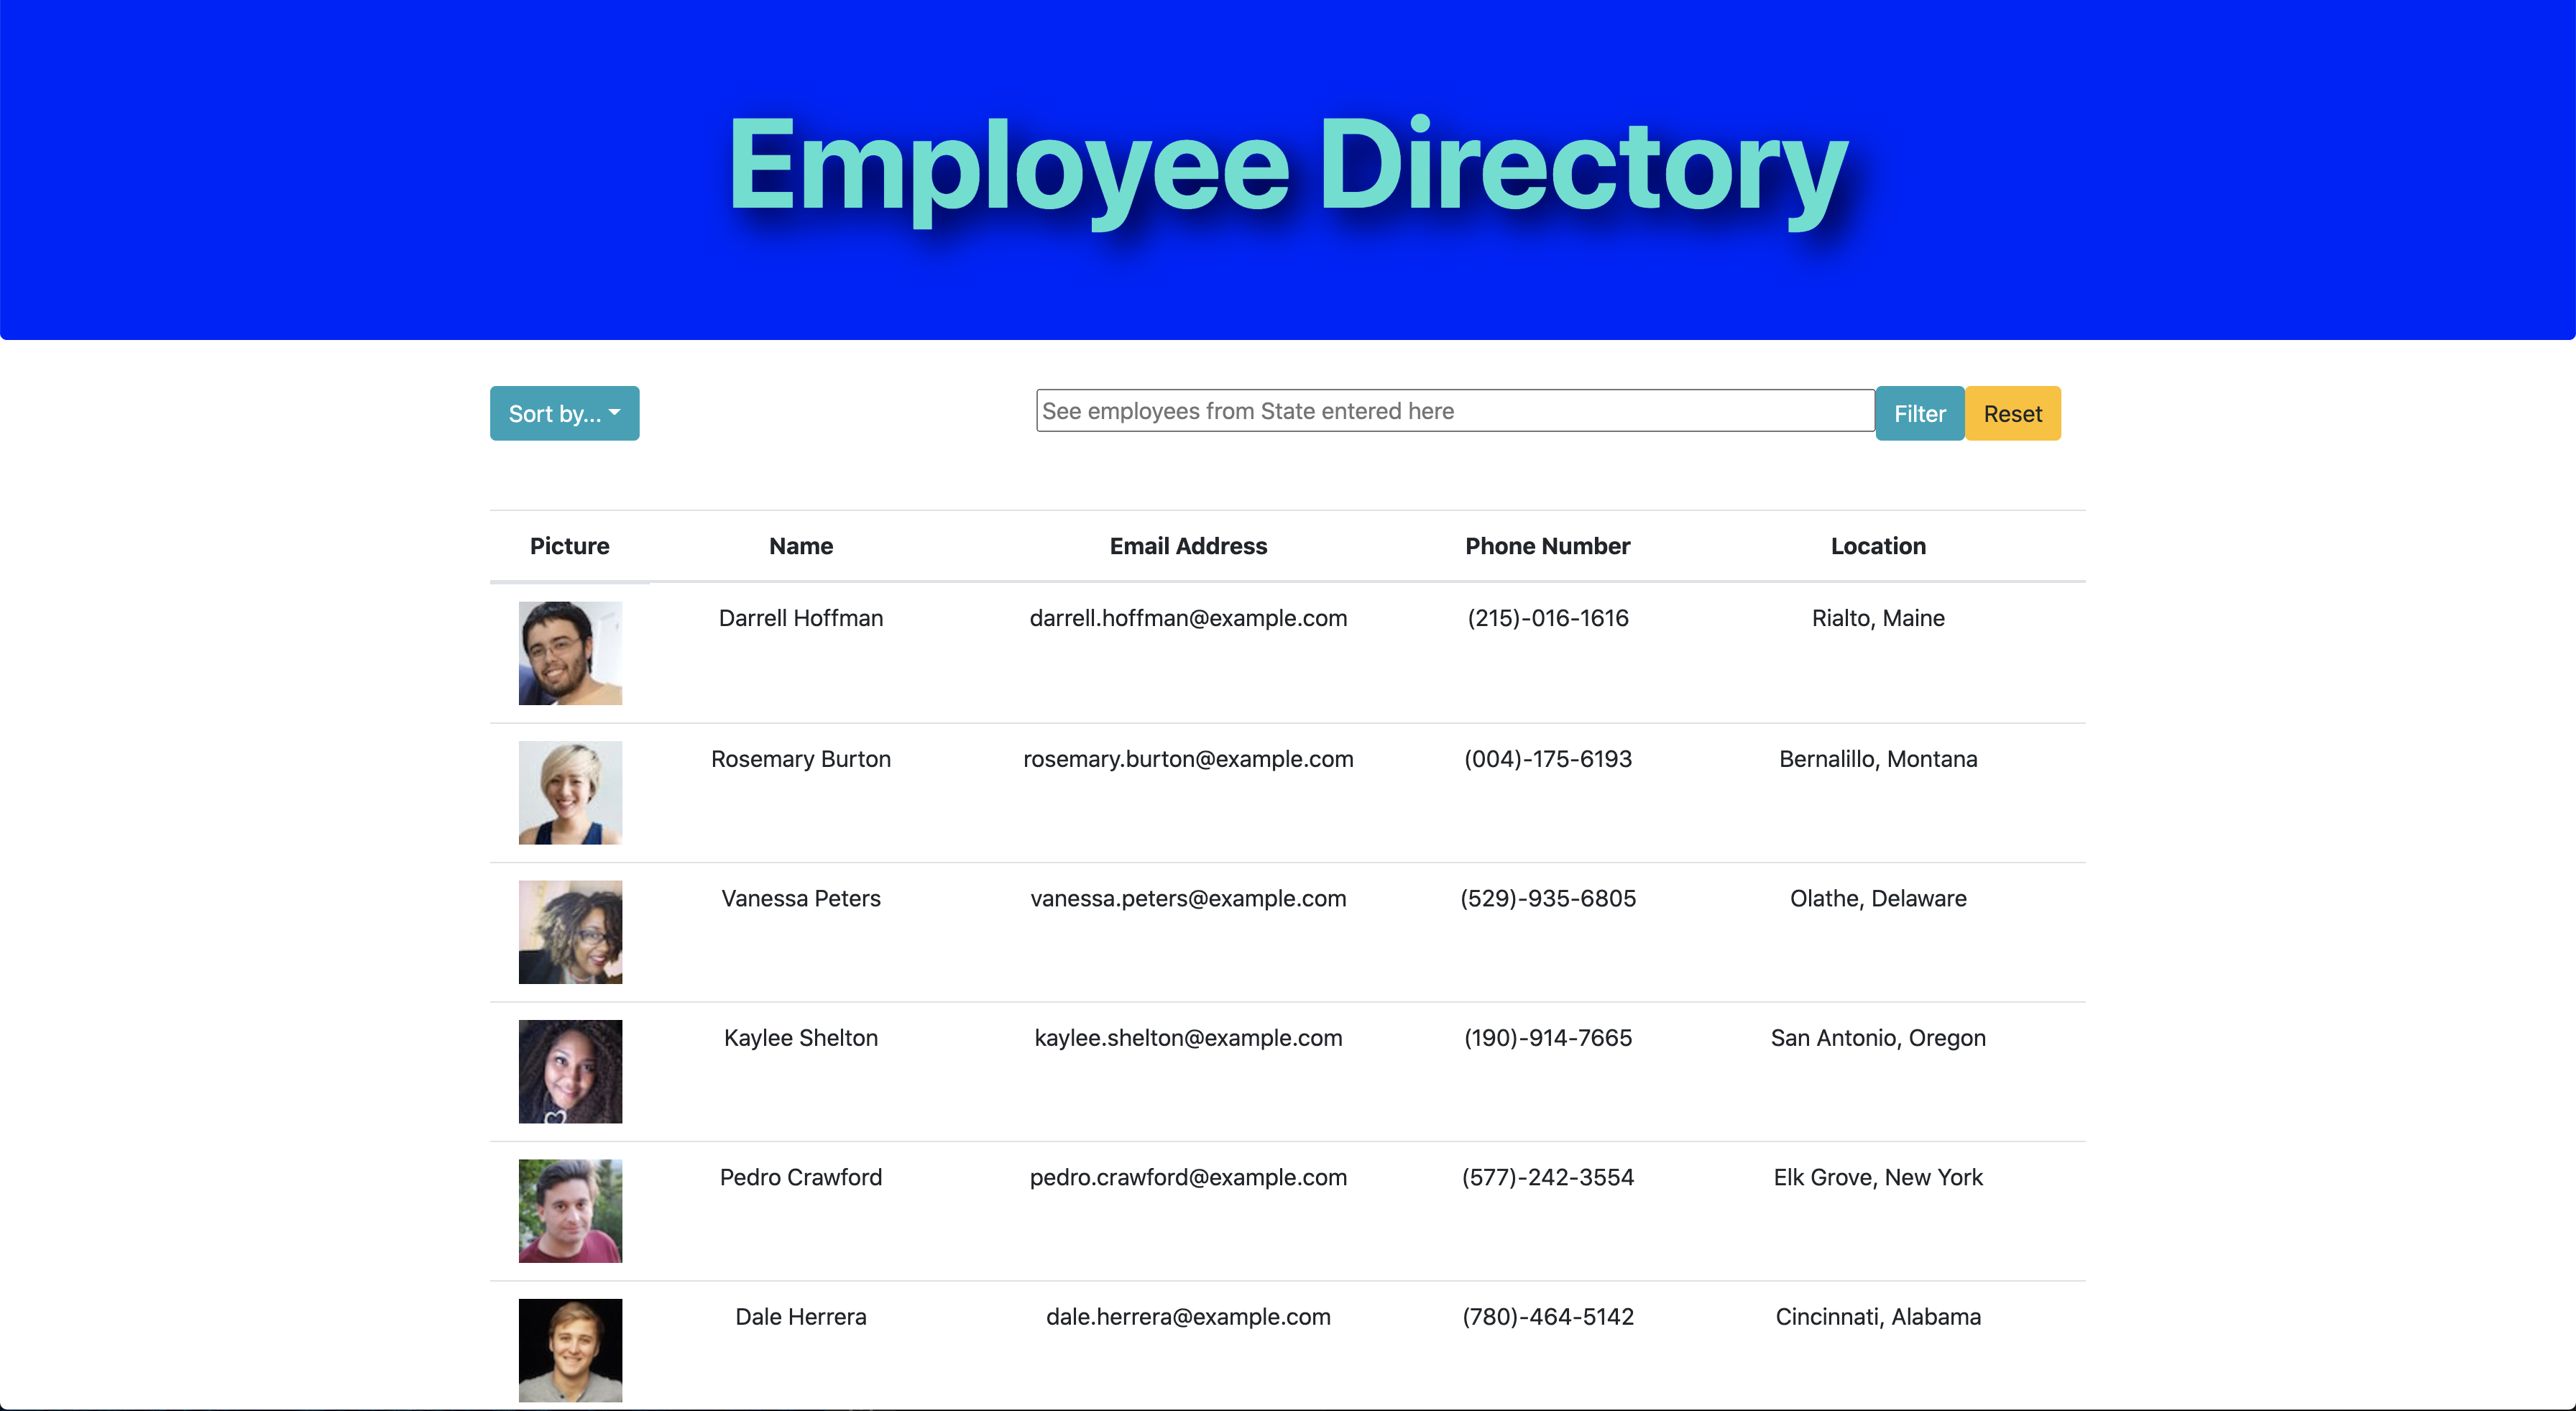 Employee Directory
Sort by...
See employees from State entered here
Filter
Reset
Picture Name Email Address Phone Number Location
Darrell Hoffman darrell.hoffman@example.com (215)-016-1616 Rialto, Maine
Rosemary Burton rosemary.burton@example.com (004)-175-6193 Bernalillo, Montana
Vanessa Peters vanessa.peters@example.com (529)-935-6805 Olathe, Delaware
Kaylee Shelton kaylee.shelton@example.com (190)-914-7665 San Antonio, Oregon
Pedro Crawford pedro.crawford@example.com (577)-242-3554 Elk Grove, New York
Dale Herrera dale.herrera@example.com (780)-464-5142 Cincinnati, Alabama